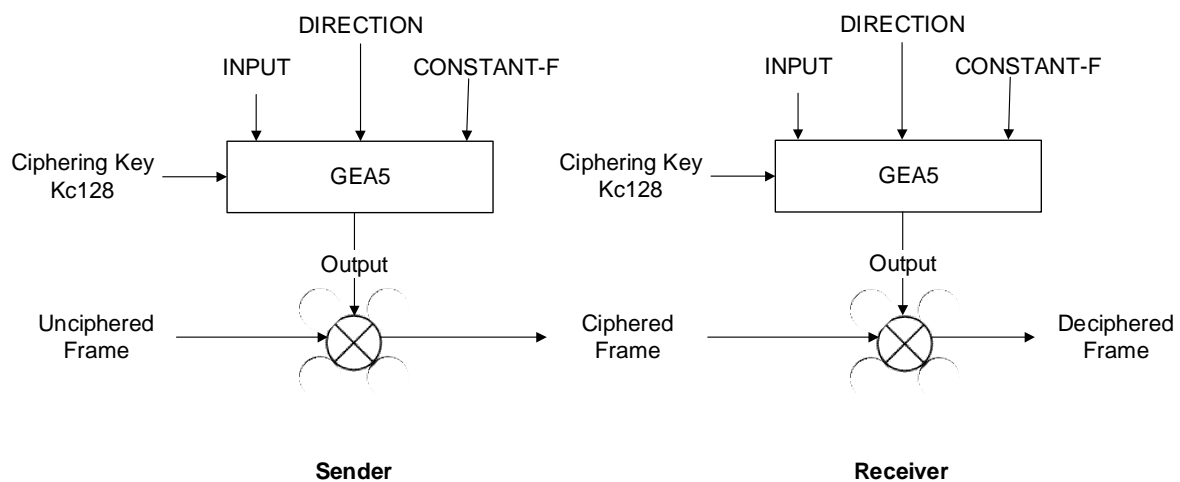 DIRECTION
INPUT
CONSTANT-F
Ciphering Key
Kc128
GEA5
Output
Unciphered
Frame
Ciphered
Frame
Sender
DIRECTION
INPUT
CONSTANT-F
Ciphering Key
Kc128
GEA5
Output
Deciphered
Frame
Receiver